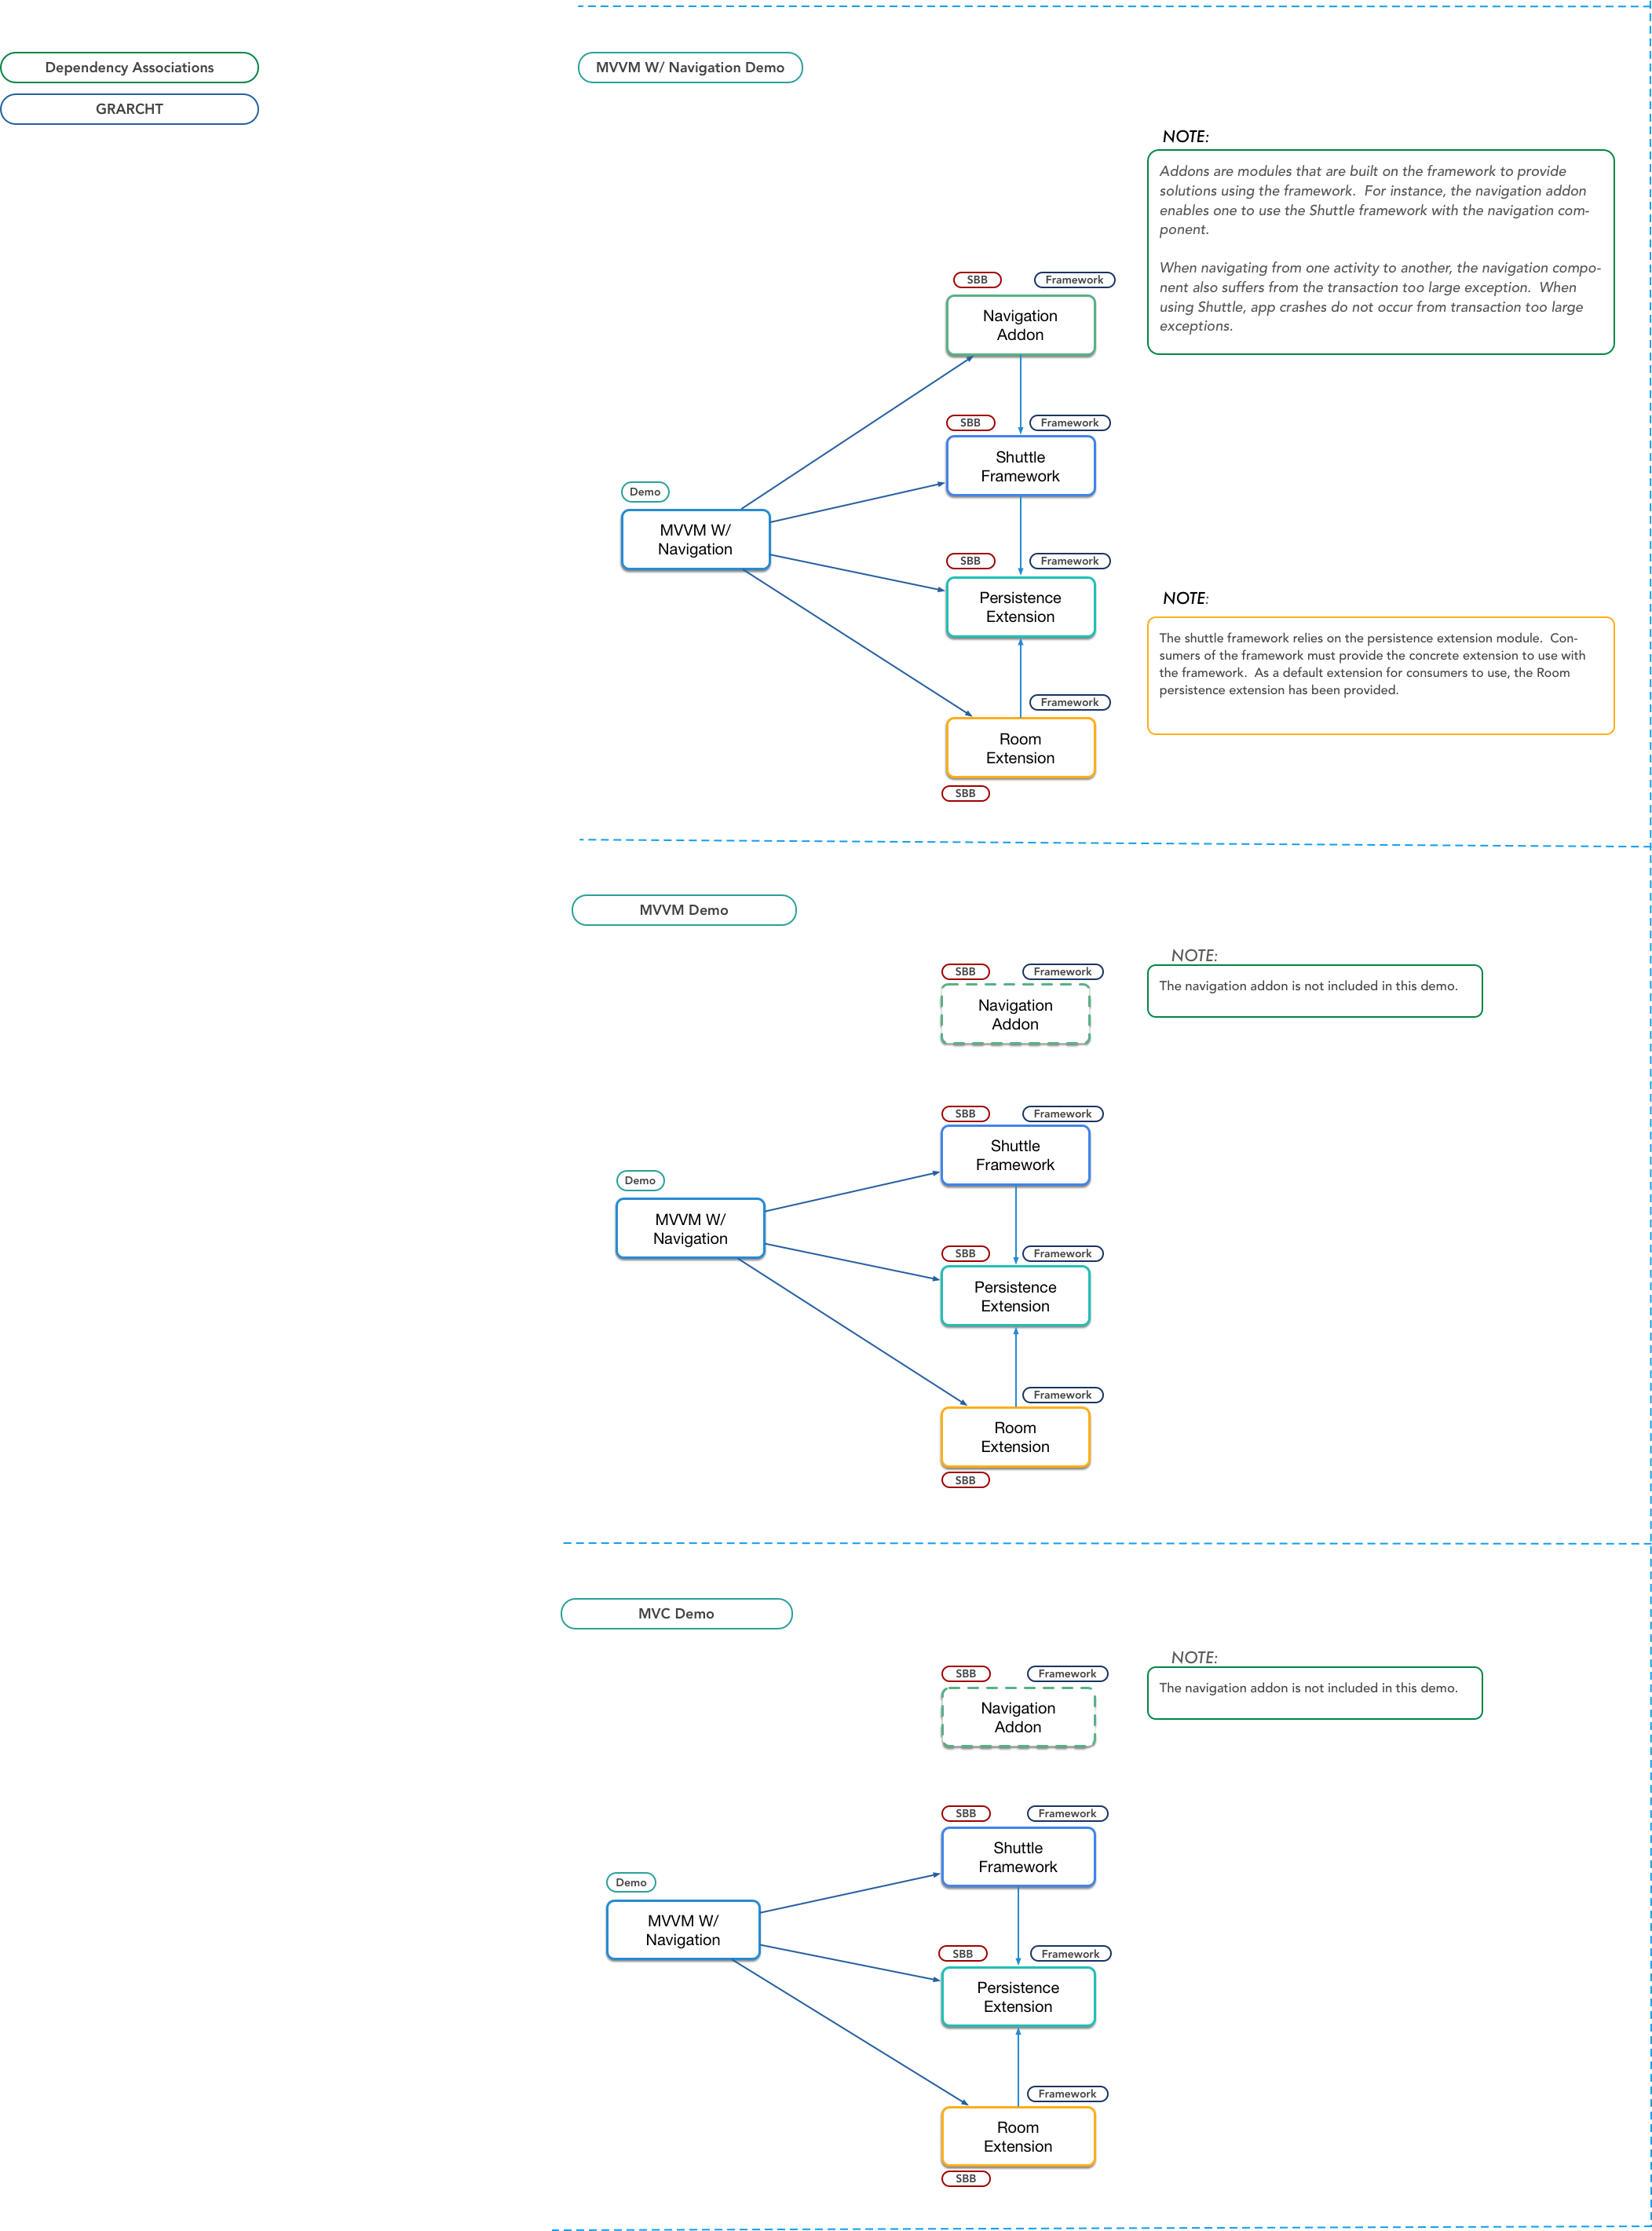 Dependency Associations
GRARCHT
MVVM W/ Navigation Demo
NOTE:
Addons are modules that are built on the framework to provide
solutions using the framework.  For instance, the navigation addon
enables one to use the Shuttle framework with the navigation com-
ponent.
When navigating from one activity to another, the navigation compo-
nent also suffers from the transaction too large exception.  When
using Shuttle, app crashes do not occur from transaction too large
exceptions.
SBB
Framework
Navigation
Addon
SBB
Framework
Shuttle
Framework
Demo
MVVM W/
Navigation
SBB
Framework
Persistence
Extension
NOTE:
The shuttle framework relies on the persistence extension module.  Con-
sumers of the framework must provide the concrete extension to use with
the framework.  As a default extension for consumers to use, the Room
persistence extension has been provided.
Framework
Room
Extension
SBB
MVVM Demo
NOTE:
The navigation addon is not included in this demo.
SBB
Framework
Navigation
Addon
SBB
Framework
Shuttle
Framework
Demo
MVVM W/
Navigation
SBB
Framework
Persistence
Extension
Framework
Room
Extension
SBB
MVC Demo
NOTE:
The navigation addon is not included in this demo.
SBB
Framework
Navigation
Addon
SBB
Framework
Shuttle
Framework
Demo
MVVM W/
Navigation
SBB
Framework
Persistence
Extension
Framework
Room
Extension
SBB